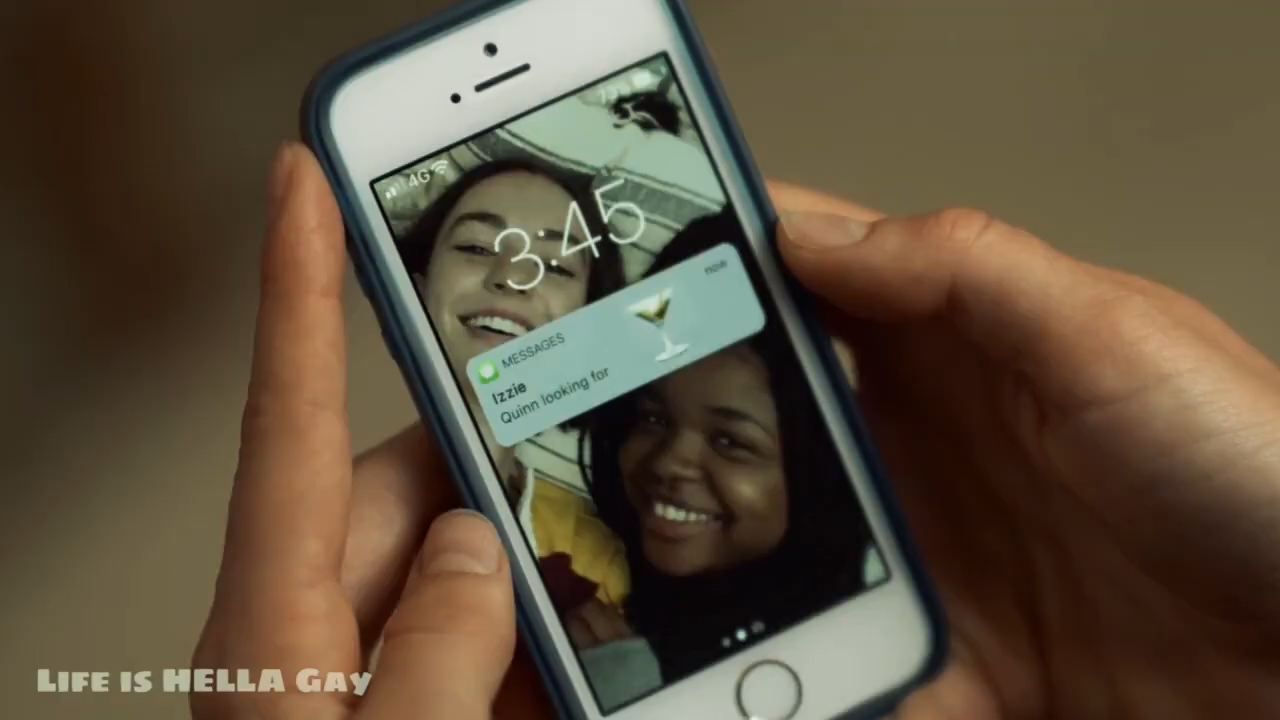 4G
3:45
MESSAGES
now
Izzie
Quinn looking for
LIFE IS HELLA GAY